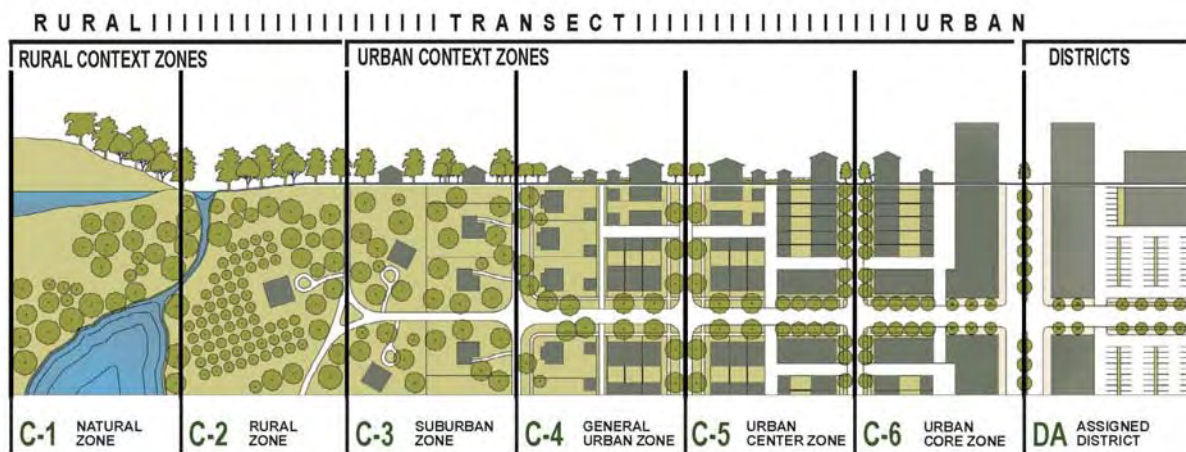 RURAL||||||||||||||||||||TRANSECT||||||||||||||||||||URBAN
RURAL CONTEXT ZONES
URBAN CONTEXT ZONES
DISTRICTS
C-1 NATURAL
ZONE
C-2 RURAL
ZONE
C-3 SUBURBAN
ZONE
C-4 GENERAL
URBAN ZONE
C-5 URBAN
CENTER ZONE
C-6 URBAN
CORE ZONE
DA ASSIGNED
DISTRICT